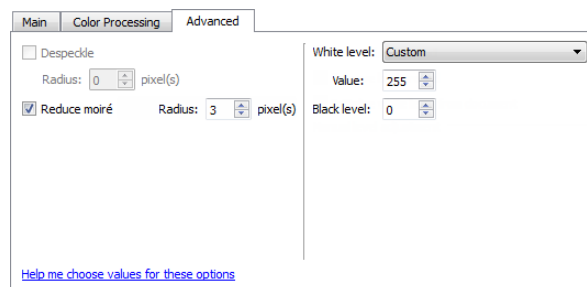 Main Color Processing Advanced
Despeckle
Radius: 0 pixel(s)
Reduce moiré Radius: 3 pixel(s)
White level: Custom
Value: 255
Black level: 0
Help me choose values for these options